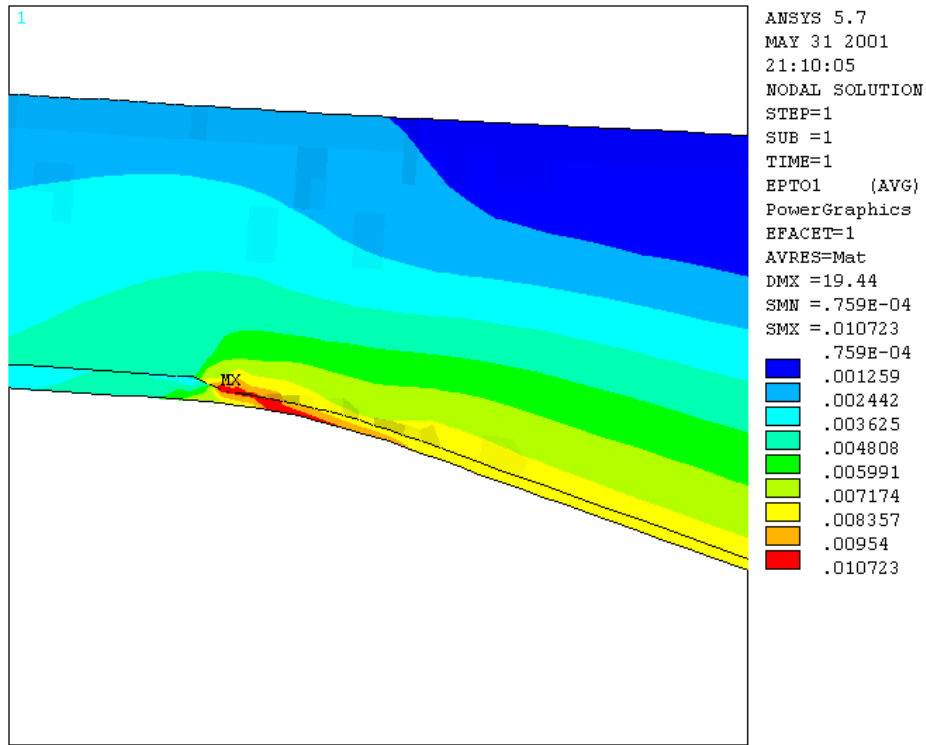 1
ANSYS 5.7
MAY 31 2001
21:10:05
NODAL SOLUTION
STEP=1
SUB =1
TIME=1
EPTO1 (AVG)
PowerGraphics
EFACET=1
AVRES=Mat
DMX =19.44
SMN =.759E-04
SMX =.010723
.759E-04
.001259
.002442
.003625
.004808
.005991
.007174
.008357
.00954
.010723
MX